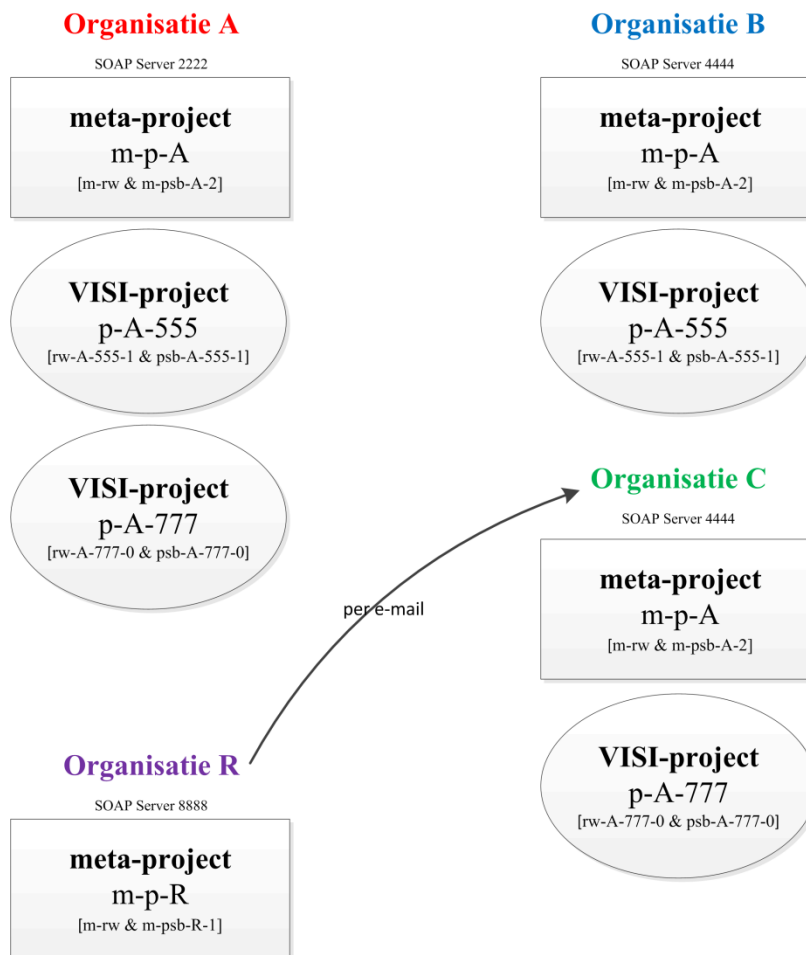 Organisatie A
SOAP Server 2222
meta-project
m-p-A
[m-rw & m-psb-A-2]
VISI-project
p-A-555
[rw-A-555-1 & psb-A-555-1]
VISI-project
p-A-777
[rw-A-777-0 & psb-A-777-0]
Organisatie B
SOAP Server 4444
meta-project
m-p-A
[m-rw & m-psb-A-2]
VISI-project
p-A-555
[rw-A-555-1 & psb-A-555-1]
Organisatie C
SOAP Server 4444
meta-project
m-p-A
[m-rw & m-psb-A-2]
VISI-project
p-A-777
[rw-A-777-0 & psb-A-777-0]
per e-mail
Organisatie R
SOAP Server 8888
meta-project
m-p-R
[m-rw & m-psb-R-1]